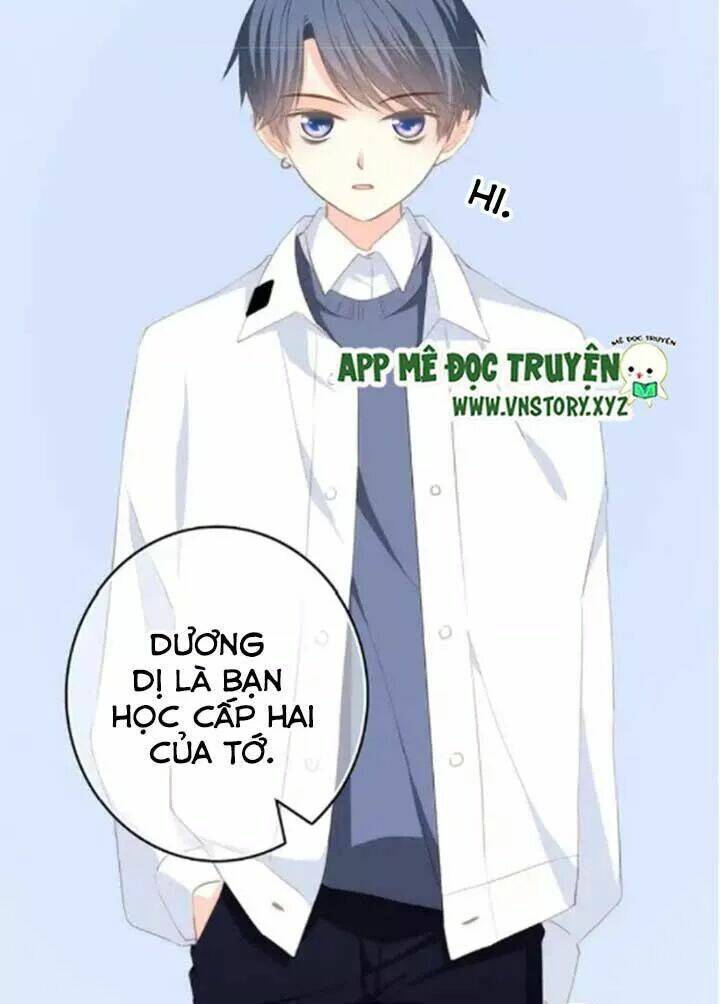 HI.
MÊ ĐỌC TRUYỆN
APP MÊ ĐỌC TRUYỆN
WWW.VNSTORY.XYZ
DƯƠNG
DỊ LÀ BẠN
HỌC CẤP HAI
CỦA TỚ.